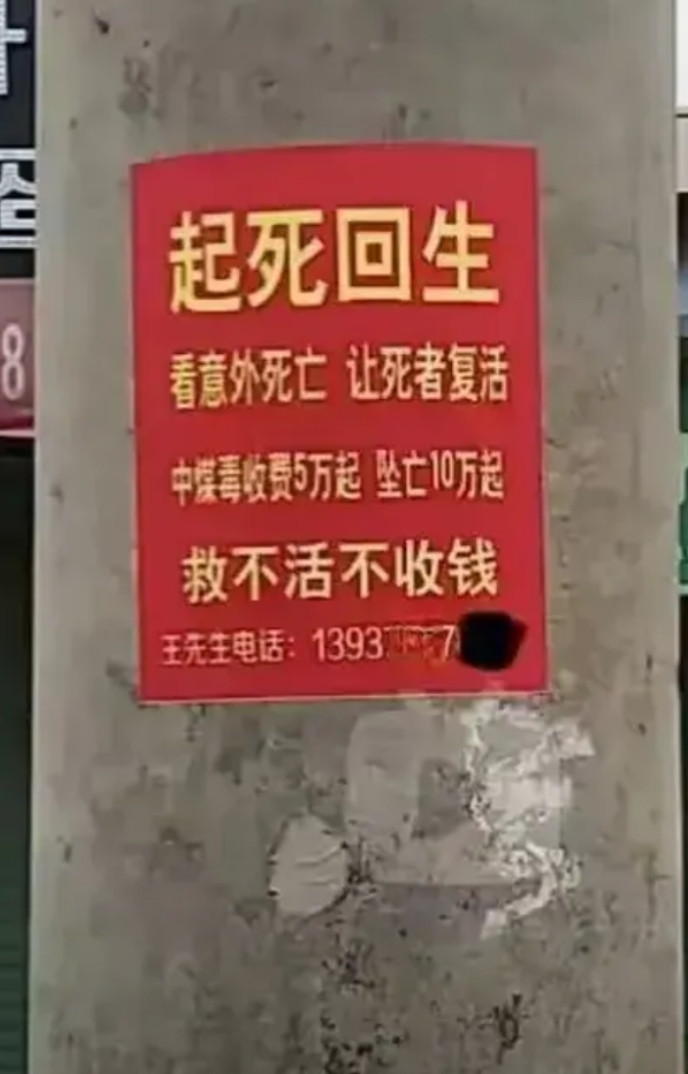 起死回生
看意外死亡 让死者复活
中煤毒收费5万起 坠亡10万起
救不活不收钱
王先生电话：1393 7
8